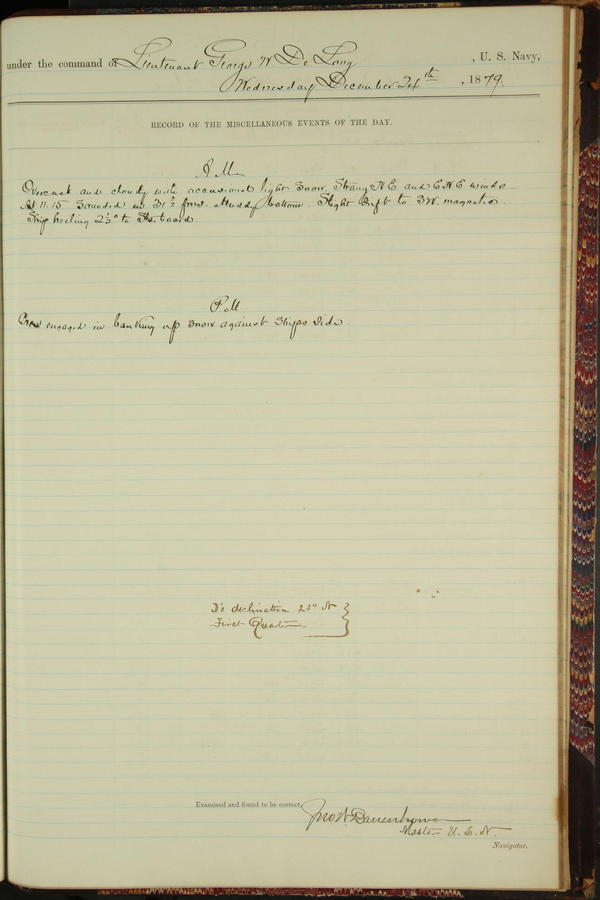 under the command of Lieutenant George W De Long, U. S. Navy,
Wednesday December 24th, 1879.
RECORD OF THE MISCELLANEOUS EVENTS OF THE DAY.
A M
Overcast and cloudy with occasional light snow. Strong NE and ENE winds
At 11.15 sounded in 31½ fms. Muddy bottom. Slight drift to SW. magnetic.
Ship heeling 2½° to Starboard.
P M
Crew engaged in banking up snow against Ships side
D's declination 23° N
First Quarter
Examined and found to be correct,
Jno W. Danenhower
Master U. S. N.
Navigator.